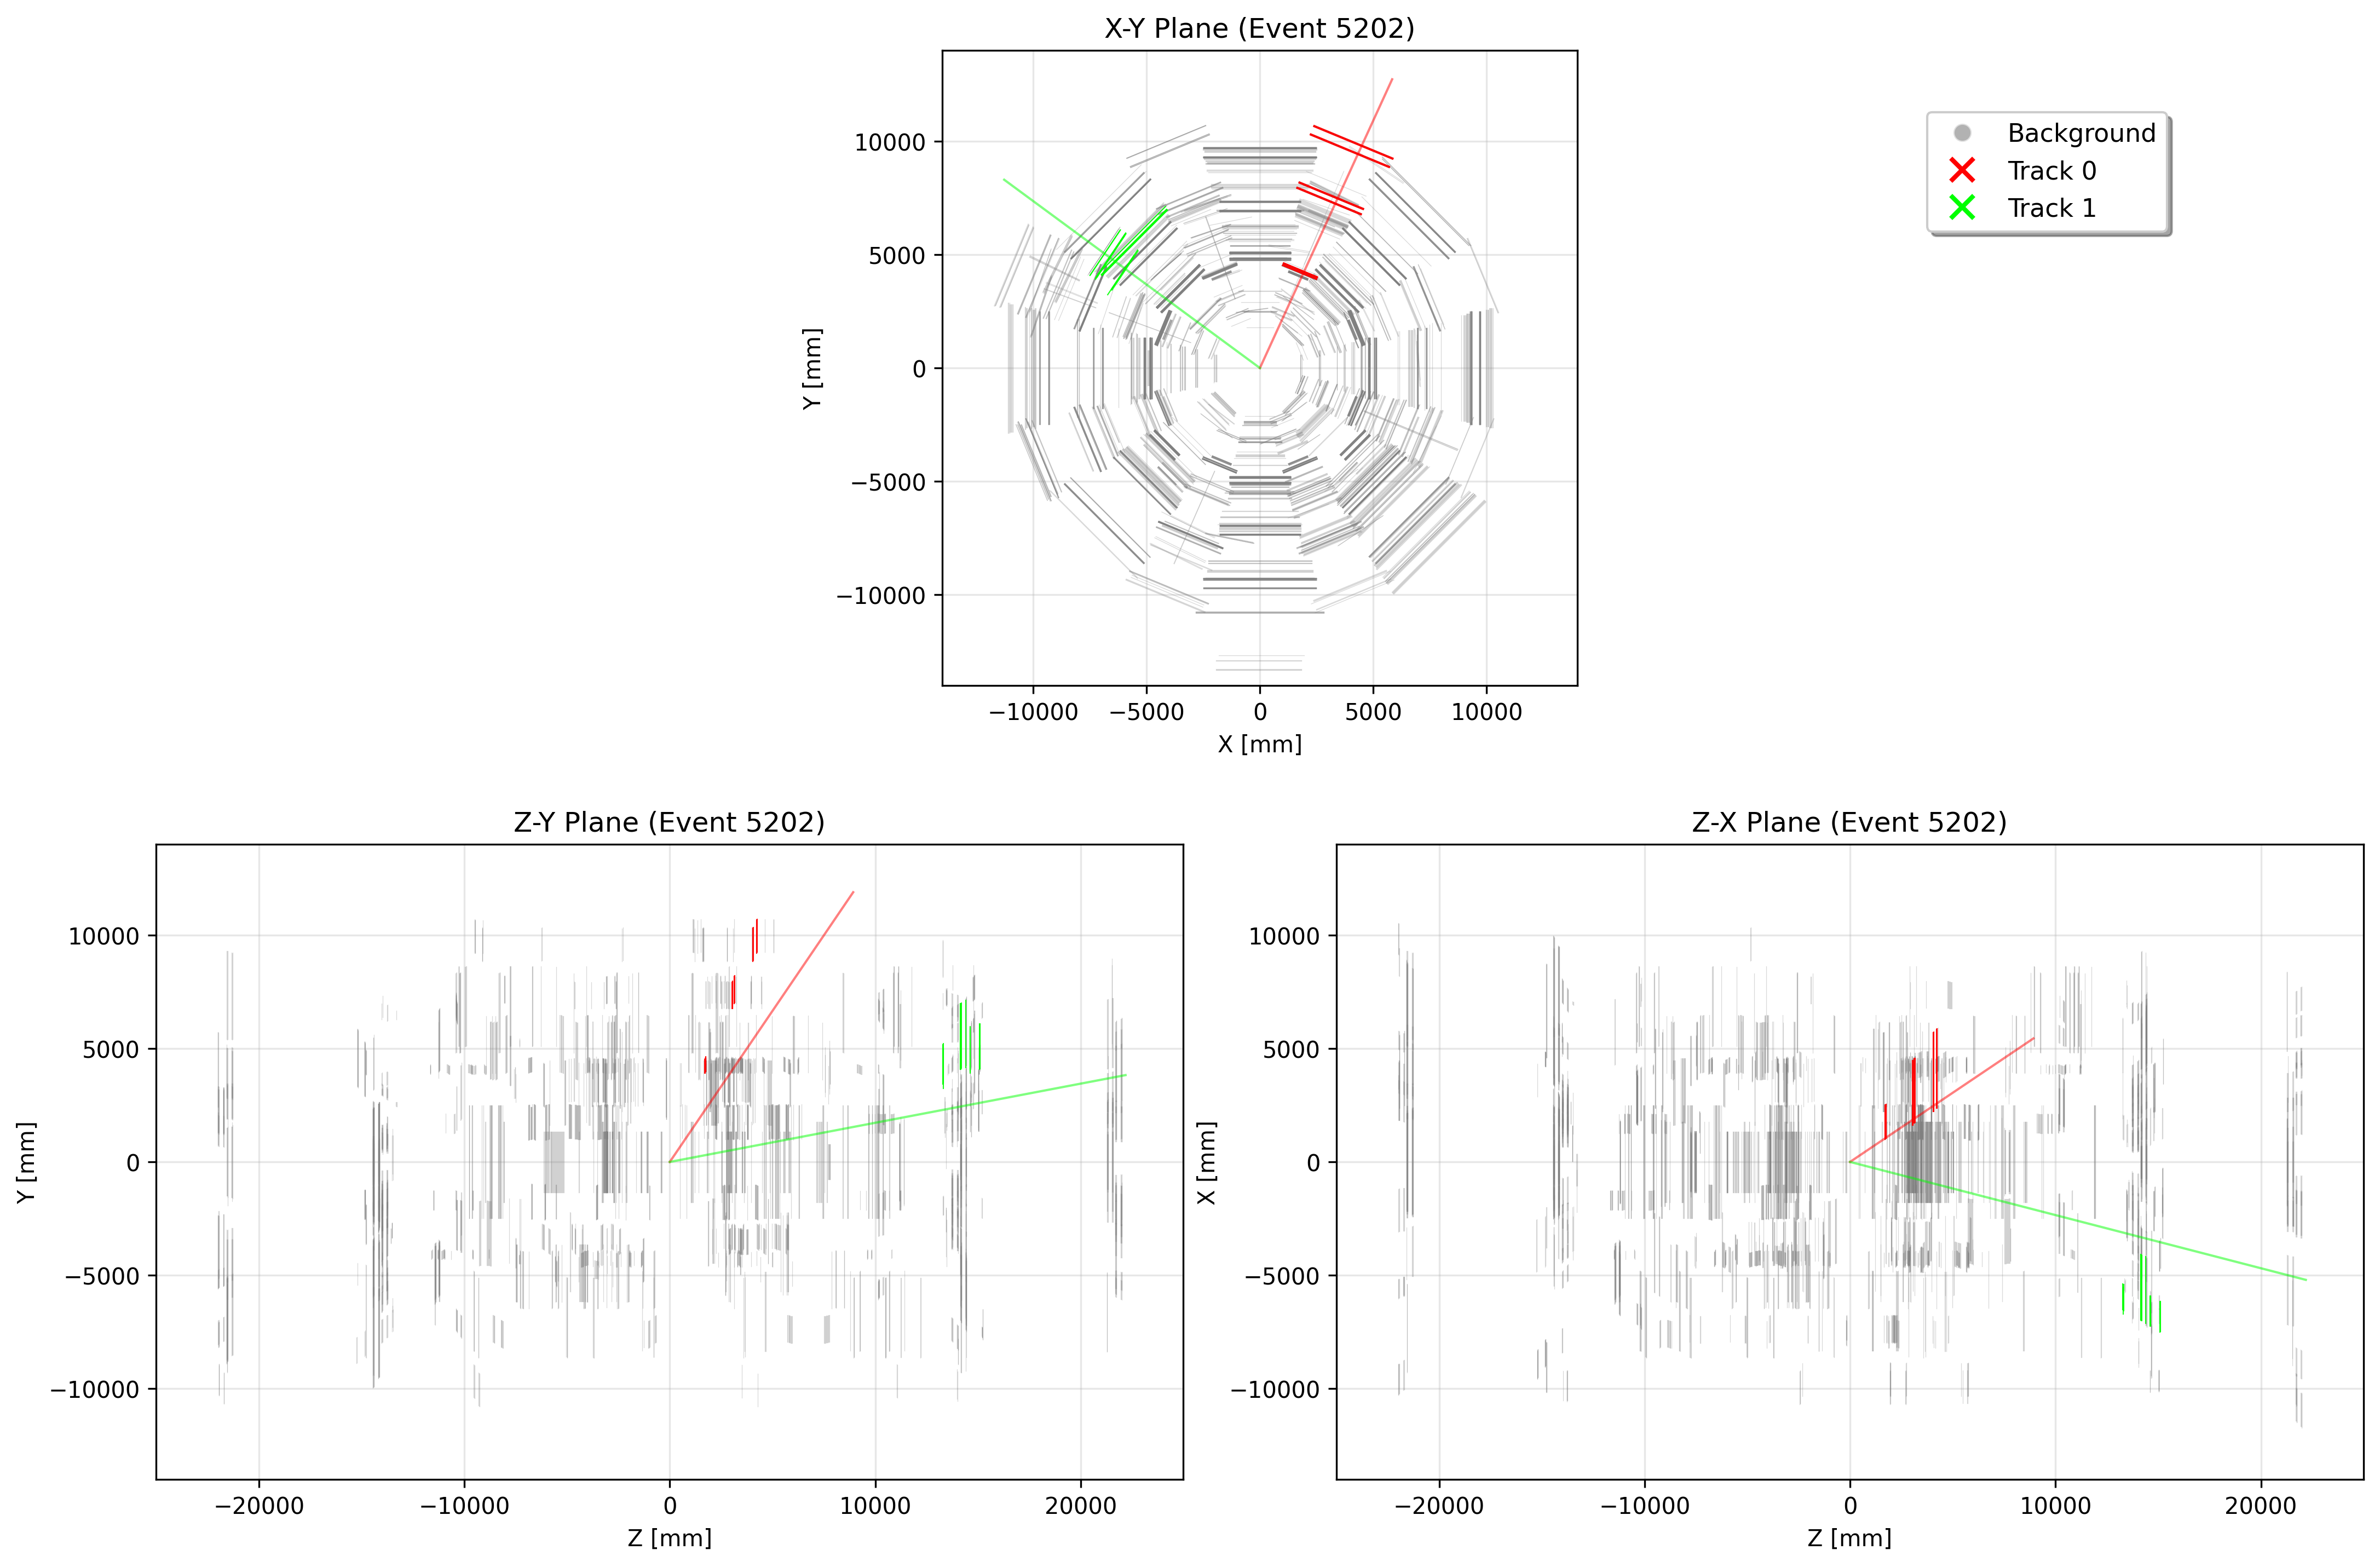 X-Y Plane (Event 5202)
Y [mm]
10000
5000
0
−5000
−10000
−10000 −5000 0 5000 10000
X [mm]
Background
Track 0
Track 1
Z-Y Plane (Event 5202)
Y [mm]
10000
5000
0
−5000
−10000
−20000 −10000 0 10000 20000
Z [mm]
Z-X Plane (Event 5202)
X [mm]
10000
5000
0
−5000
−10000
−20000 −10000 0 10000 20000
Z [mm]